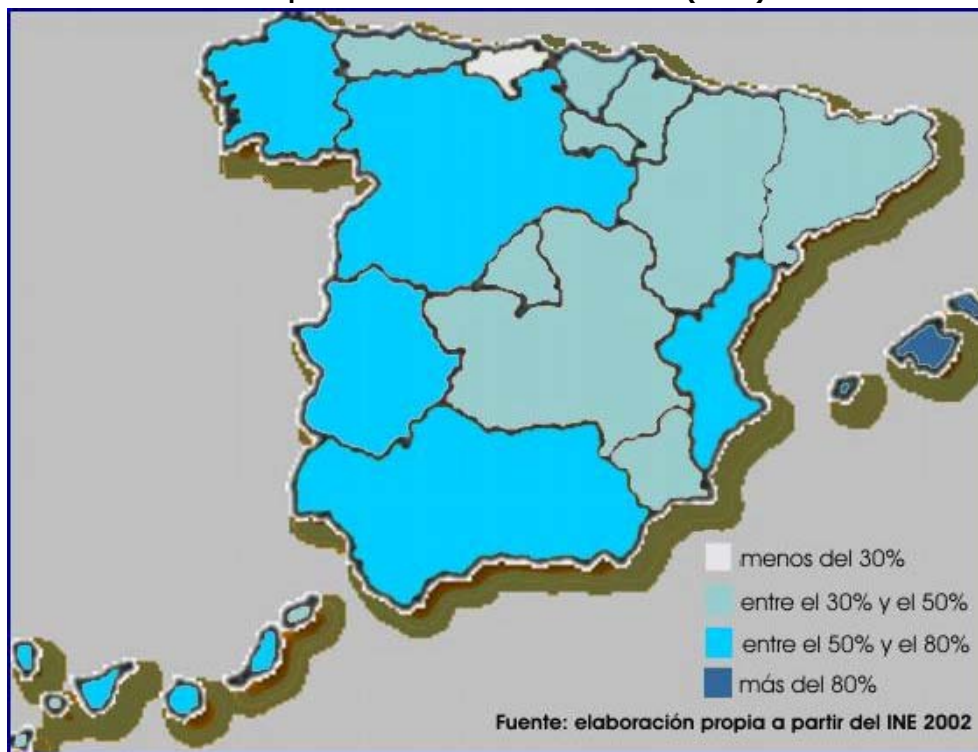 menos del 30%
entre el 30% y el 50%
entre el 50% y el 80%
más del 80%
Fuente: elaboración propia a partir del INE 2002